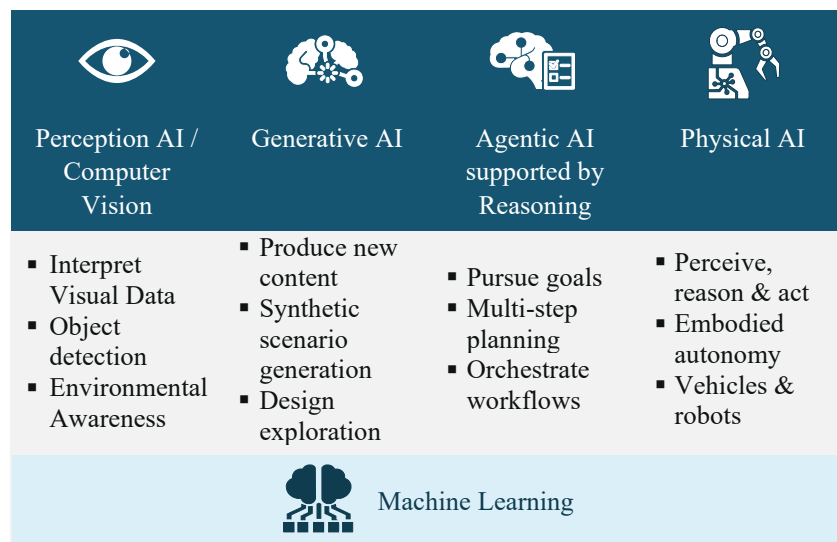 Perception AI /
Computer
Vision
Generative AI
Agentic AI
supported by
Reasoning
Physical AI
▪ Interpret
Visual Data
▪ Object
detection
▪ Environmental
Awareness
▪ Produce new
content
▪ Synthetic
scenario
generation
▪ Design
exploration
▪ Pursue goals
▪ Multi-step
planning
▪ Orchestrate
workflows
▪ Perceive,
reason & act
▪ Embodied
autonomy
▪ Vehicles &
robots
Machine Learning